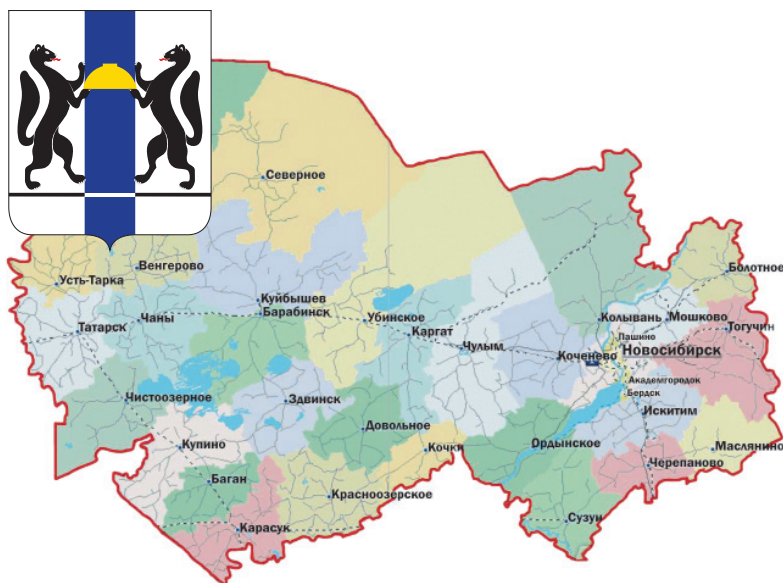 Северное
Венгерово
Болотное
Усть-Тарка
Куйбышев
Барабинск
Чаны
Убинское
Колывань
Мошково
Татарск
Каргат
Тогучин
Пашино
Чулым
Новосибирск
Коченево
Академгородок
Бердск
Чистоозерное
Здвинск
Искитим
Довольное
Купино
Кочки
Ордынское
Маслянино
Черепаново
Баган
Краснозерское
Сузун
Карасук